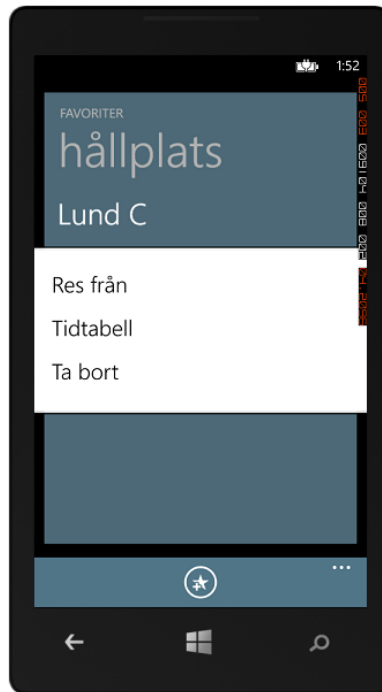 1:52
FAVORITER
hållplats
Lund C
Res från
Tidtabell
Ta bort